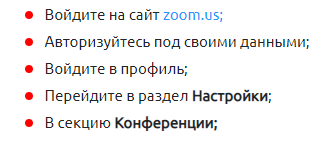 Войдите на сайт zoom.us;
Авторизуйтесь под своими данными;
Войдите в профиль;
Перейдите в раздел Настройки;
В секцию Конференции;